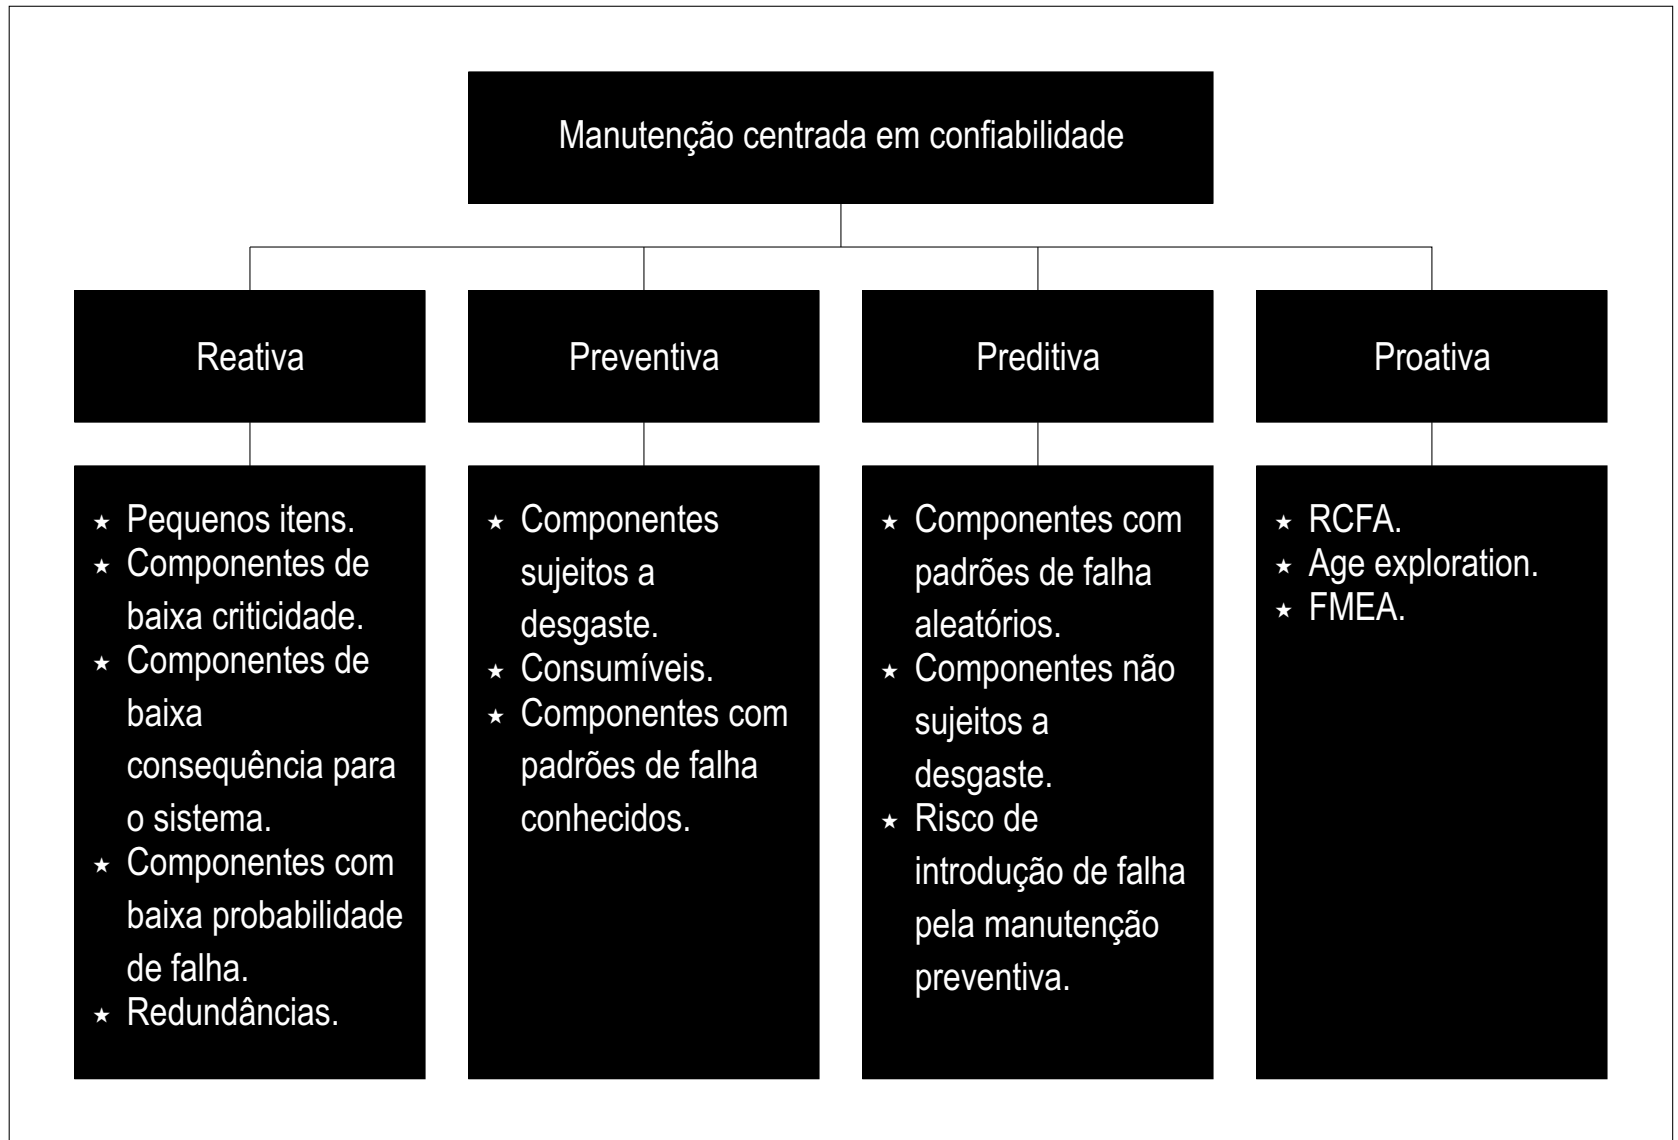 Manutenção centrada em confiabilidade
Reativa
Preventiva
Preditiva
Proativa
★ Pequenos itens.
★ Componentes de
baixa criticidade.
★ Componentes de
baixa
consequência para
o sistema.
★ Componentes com
baixa probabilidade
de falha.
★ Redundâncias.
★ Componentes
sujeitos a
desgaste.
★ Consumíveis.
★ Componentes com
padrões de falha
conhecidos.
★ Componentes com
padrões de falha
aleatórios.
★ Componentes não
sujeitos a
desgaste.
★ Risco de
introdução de falha
pela manutenção
preventiva.
★ RCFA.
★ Age exploration.
★ FMEA.